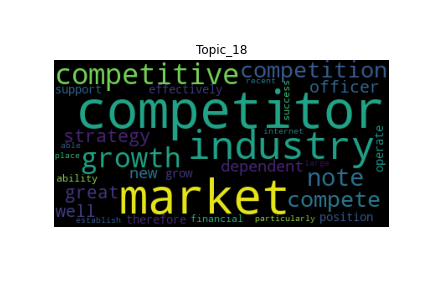 Topic_18
competitive competition
support effectively recent success officer
competitor
strategy internet industry operate
able place growth dependent large
ability new grow note
great market compete
well therefore financial position
establish particularly